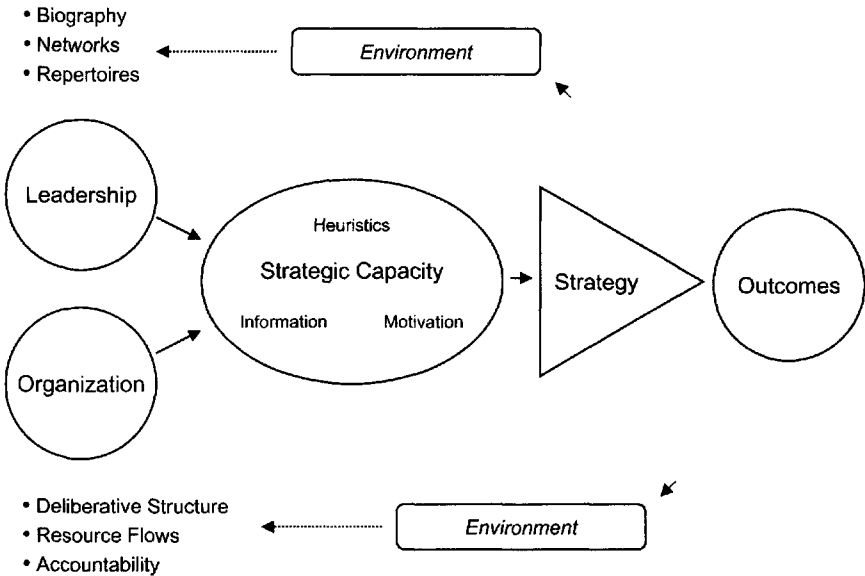 • Biography
• Networks
• Repertoires
Environment
Leadership
Heuristics
Strategic Capacity
Information Motivation
Strategy
Outcomes
Organization
• Deliberative Structure
• Resource Flows
• Accountability
Environment